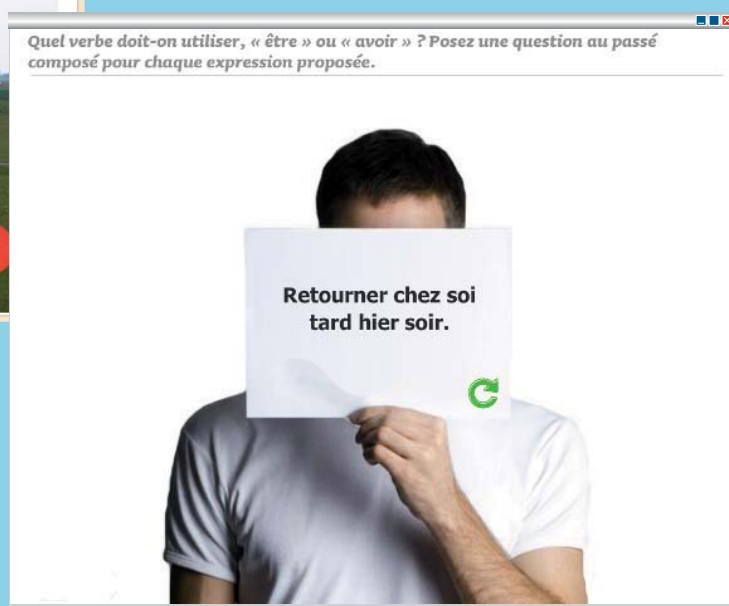 Quel verbe doit-on utiliser, « être » ou « avoir » ? Posez une question au passé
composé pour chaque expression proposée.
Retourner chez soi
tard hier soir.